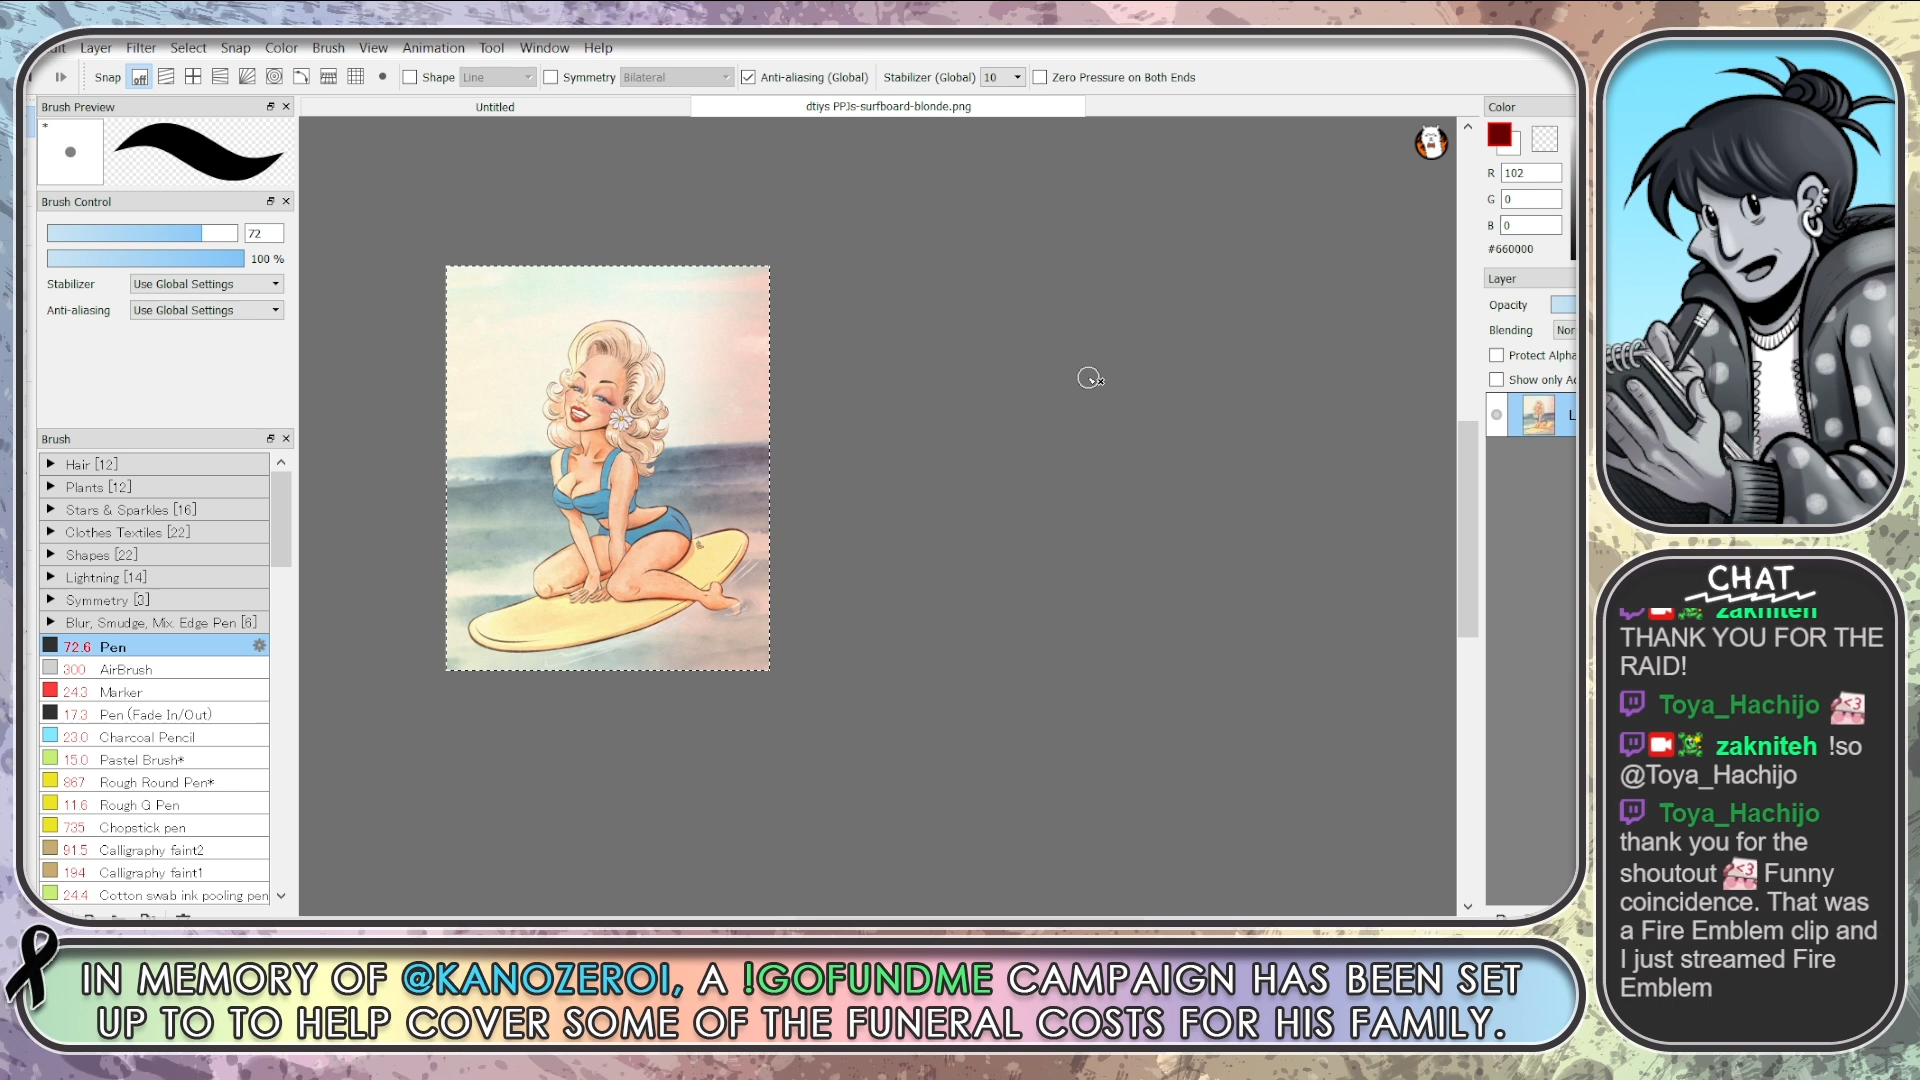 Layer Filter Select Snap Color Brush View Animation Tool Window Help
Snap off Shape Line Symmetry Bilateral Anti-aliasing (Global) Stabilizer (Global) 10 Zero Pressure on Both Ends
Brush Preview
Untitled
dtiys PPJs-surfboard-blonde.png
*
Brush Control
72
100 %
Stabilizer Use Global Settings
Anti-aliasing Use Global Settings
Brush
Hair [12]
Plants [12]
Stars & Sparkles [16]
Clothes Textiles [22]
Shapes [22]
Lightning [14]
Symmetry [3]
Blur, Smudge, Mix. Edge Pen [6]
72.6 Pen
300 AirBrush
24.3 Marker
17.3 Pen (Fade In/Out)
23.0 Charcoal Pencil
15.0 Pastel Brush*
867 Rough Round Pen*
11.6 Rough G Pen
735 Chopstick pen
91.5 Calligraphy faint2
194 Calligraphy faint1
24.4 Cotton swab ink pooling pen
Color
R 102
G 0
B 0
#660000
Layer
Opacity
Blending Nor
Protect Alpha
Show only Ac
L
CHAT
zakniteh
THANK YOU FOR THE
RAID!
Toya_Hachijo
zakniteh !so
@Toya_Hachijo
Toya_Hachijo
thank you for the
shoutout Funny
coincidence. That was
a Fire Emblem clip and
I just streamed Fire
Emblem
IN MEMORY OF @KANOZEROI, A !GOFUNDME CAMPAIGN HAS BEEN SET
UP TO TO HELP COVER SOME OF THE FUNERAL COSTS FOR HIS FAMILY.